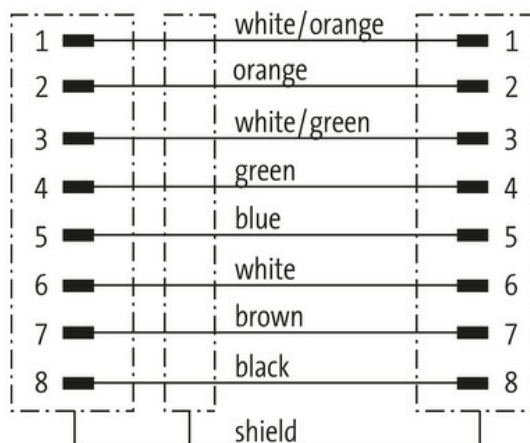 1 white/orange 1
2 orange 2
3 white/green 3
4 green 4
5 blue 5
6 white 6
7 brown 7
8 black 8
shield